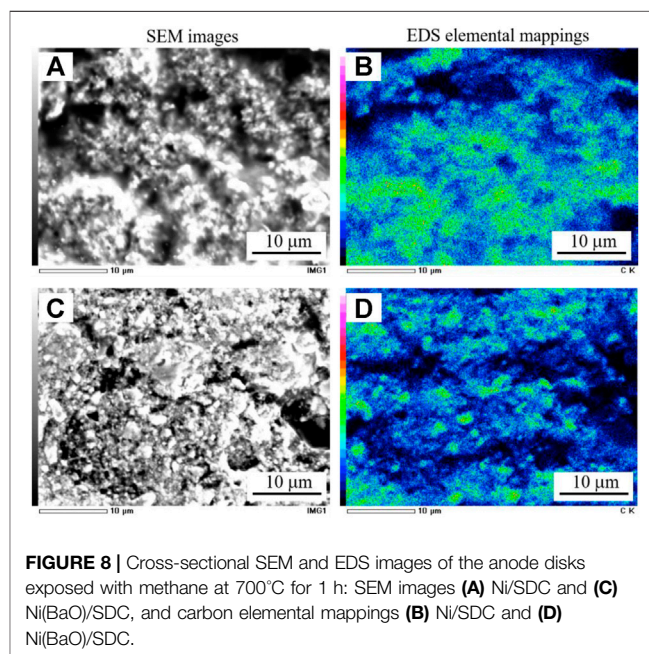 SEM images
EDS elemental mappings
A
B
10 μm
10 μm
10 μm
IMG1
10 μm
C K
C
D
10 μm
10 μm
10 μm
IMG1
10 μm
C K
FIGURE 8 | Cross-sectional SEM and EDS images of the anode disks
exposed with methane at 700°C for 1 h: SEM images (A) Ni/SDC and (C)
Ni(BaO)/SDC, and carbon elemental mappings (B) Ni/SDC and (D)
Ni(BaO)/SDC.